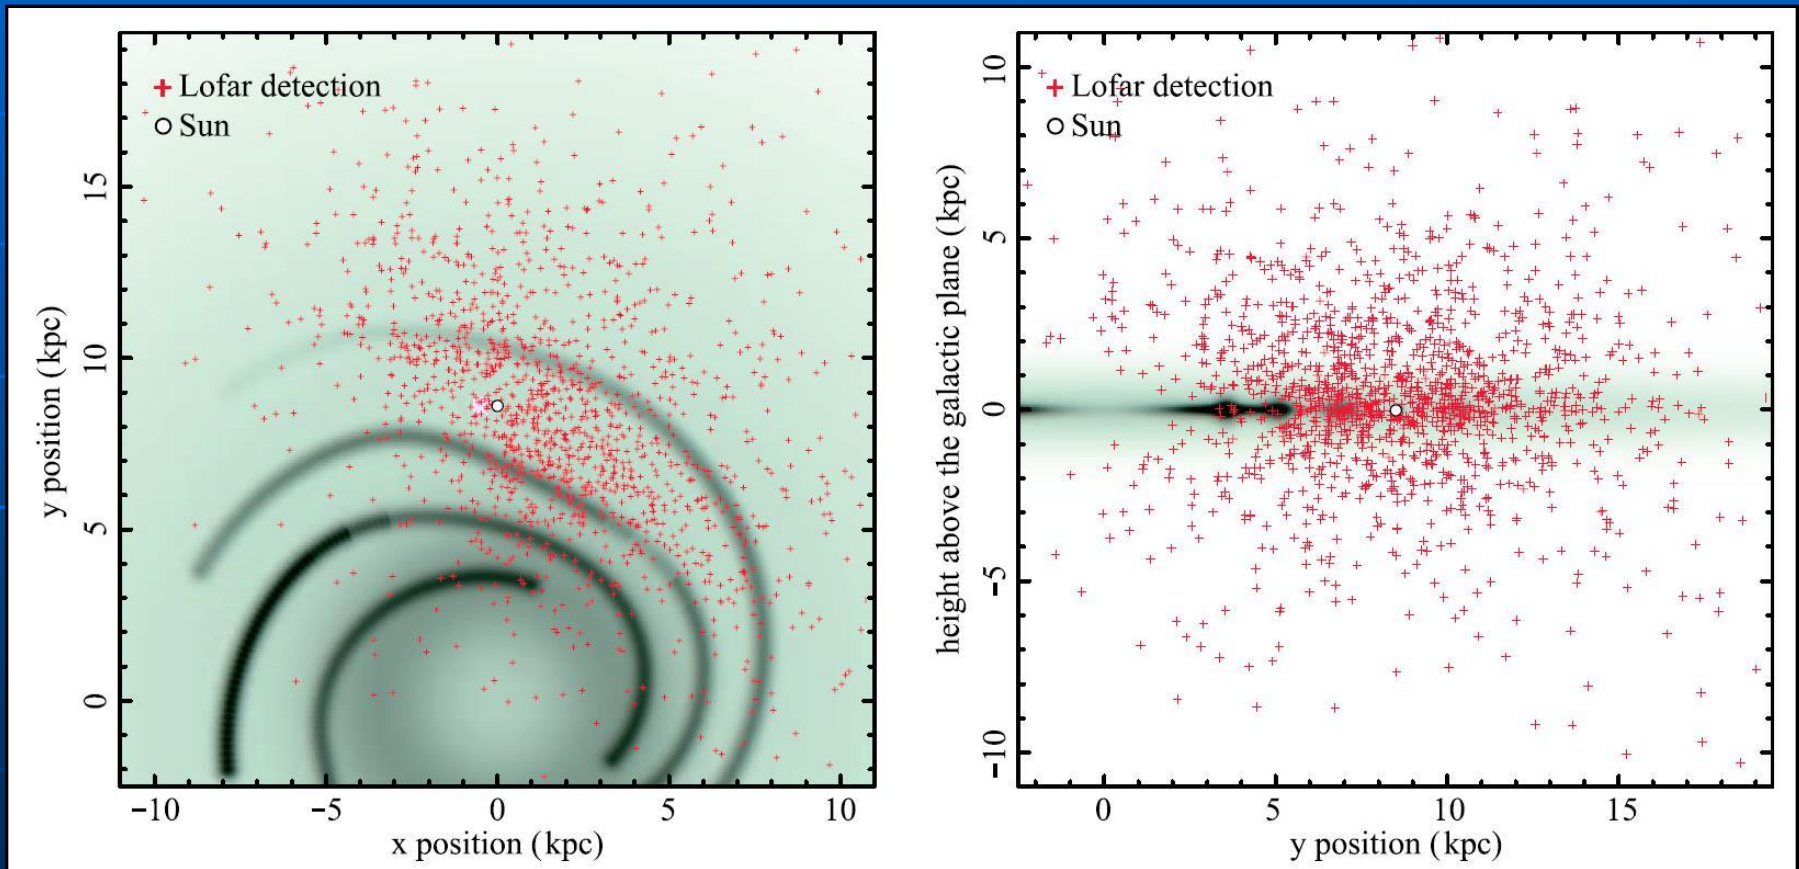 + Lofar detection
○ Sun
15
10
5
0
−10 −5 0 5 10
x position (kpc)
y position (kpc)
+ Lofar detection
○ Sun
10
5
0
−5
−10
0 5 10 15
y position (kpc)
height above the galactic plane (kpc)